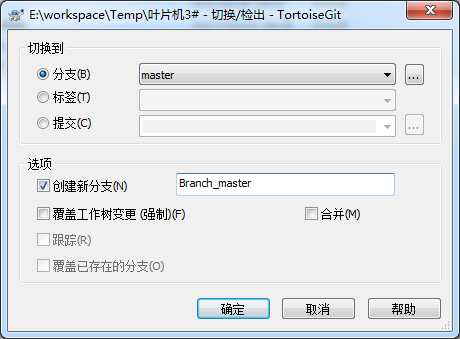 E:\workspace\Temp\叶片机3# - 切换/检出 - TortoiseGit
切换到
分支(B) master ...
标签(T)
提交(C) ...
选项
创建新分支(N) Branch_master
覆盖工作树变更 (强制)(F) 合并(M)
跟踪(R)
覆盖已存在的分支(O)
确定 取消 帮助